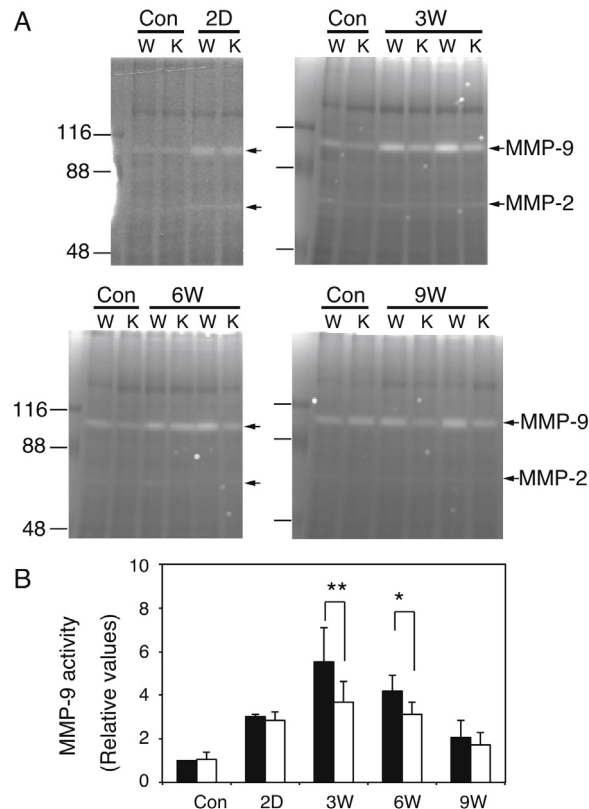 A
Con 2D
W K W K
116
88
48
Con 3W
W K W K W K
MMP-9
MMP-2
Con 6W
W K W K W K
116
88
48
Con 9W
W K W K W K
MMP-9
MMP-2
B
MMP-9 activity
(Relative values)
10
8
6
4
2
0
** *
Con 2D 3W 6W 9W